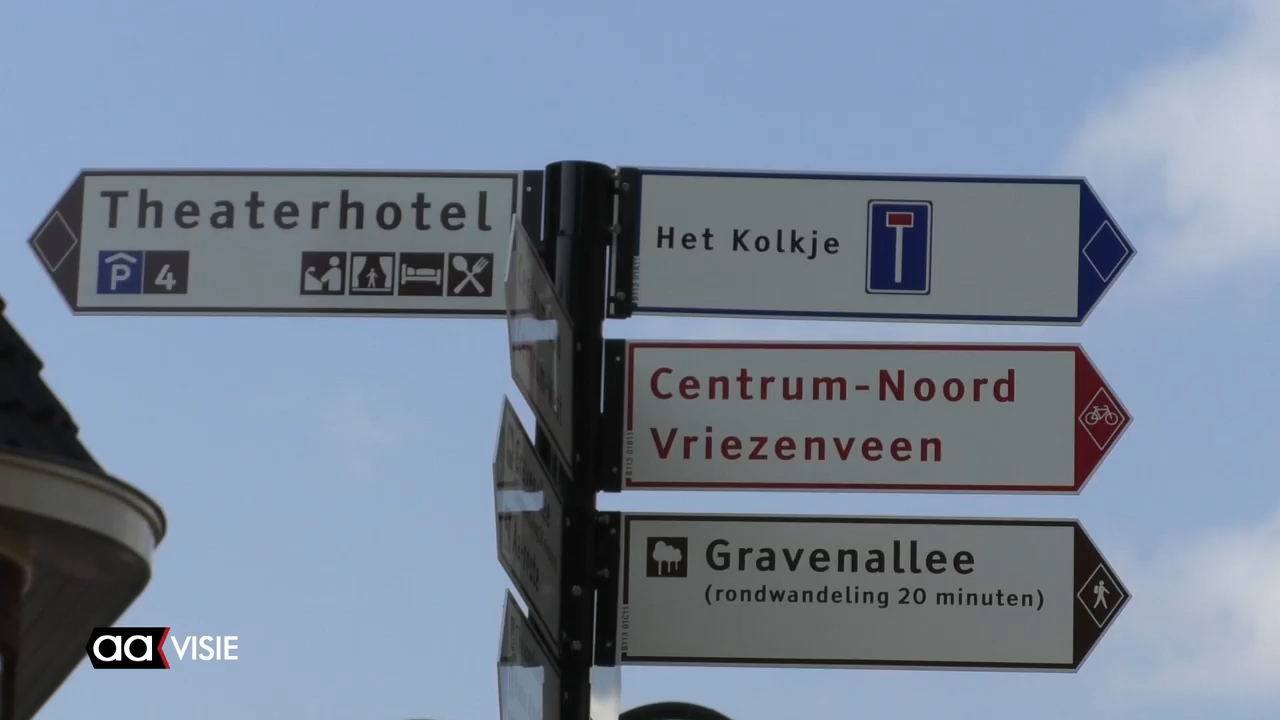 Theaterhotel
P 4
Het Kolkje
Centrum-Noord
Vriezenveen
Gravenallee
(rondwandeling 20 minuten)
aa VISIE